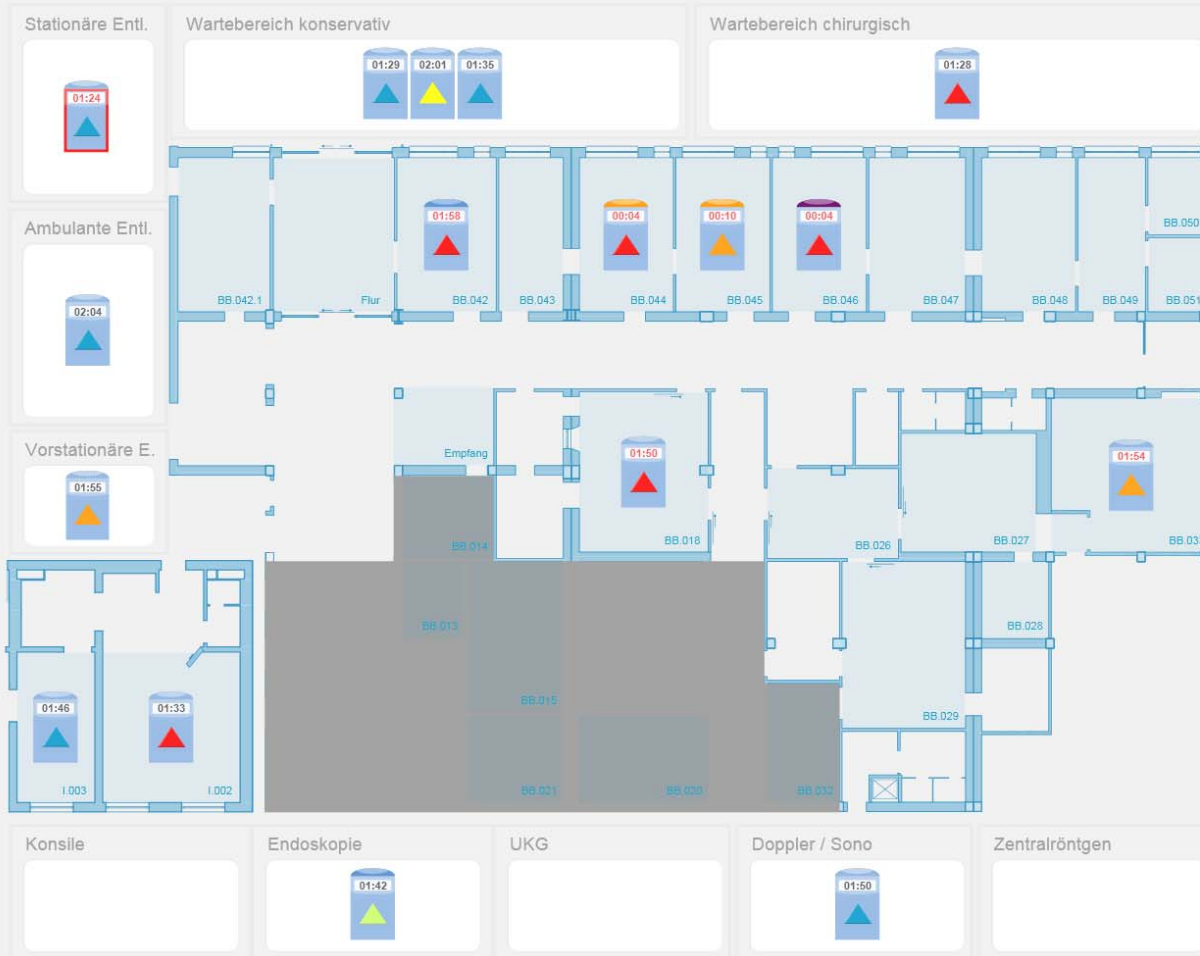 Stationäre Entl.
Wartebereich konservativ
Wartebereich chirurgisch
01:24
01:29
02:01
01:35
01:28
Ambulante Entl.
02:04
01:58
00:04
00:10
00:04
BB.050
BB.042.1
Flur
BB.042
BB.043
BB.044
BB.045
BB.046
BB.047
BB.048
BB.049
BB.051
Vorstationäre E.
01:55
Empfang
01:50
01:54
BB.014
BB.018
BB.026
BB.027
BB.013
BB.028
01:46
01:33
BB.015
BB.029
I.003
I.002
BB.021
BB.020
BB.032
Konsile
Endoskopie
UKG
Doppler / Sono
Zentralröntgen
01:42
01:50